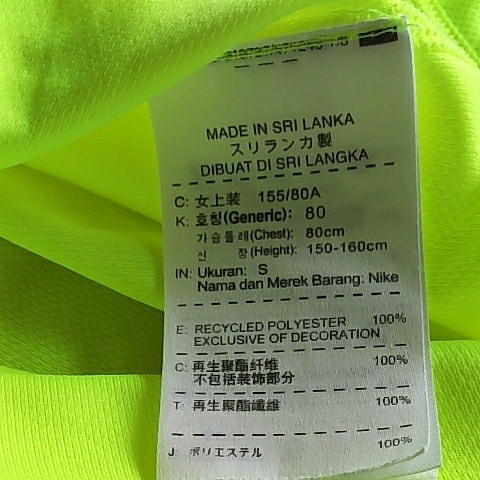 MADE IN SRI LANKA
スリランカ製
DIBUAT DI SRI LANGKA
C: 女上装 155/80A
K: 호칭(Generic): 80
가슴둘레(Chest): 80cm
신 장(Height): 150-160cm
IN: Ukuran: S
Nama dan Merek Barang: Nike
E: RECYCLED POLYESTER 100%
EXCLUSIVE OF DECORATION
C: 再生聚酯纤维 100%
不包括装饰部分
T: 再生聚酯纖維 100%
J: ポリエステル 100%